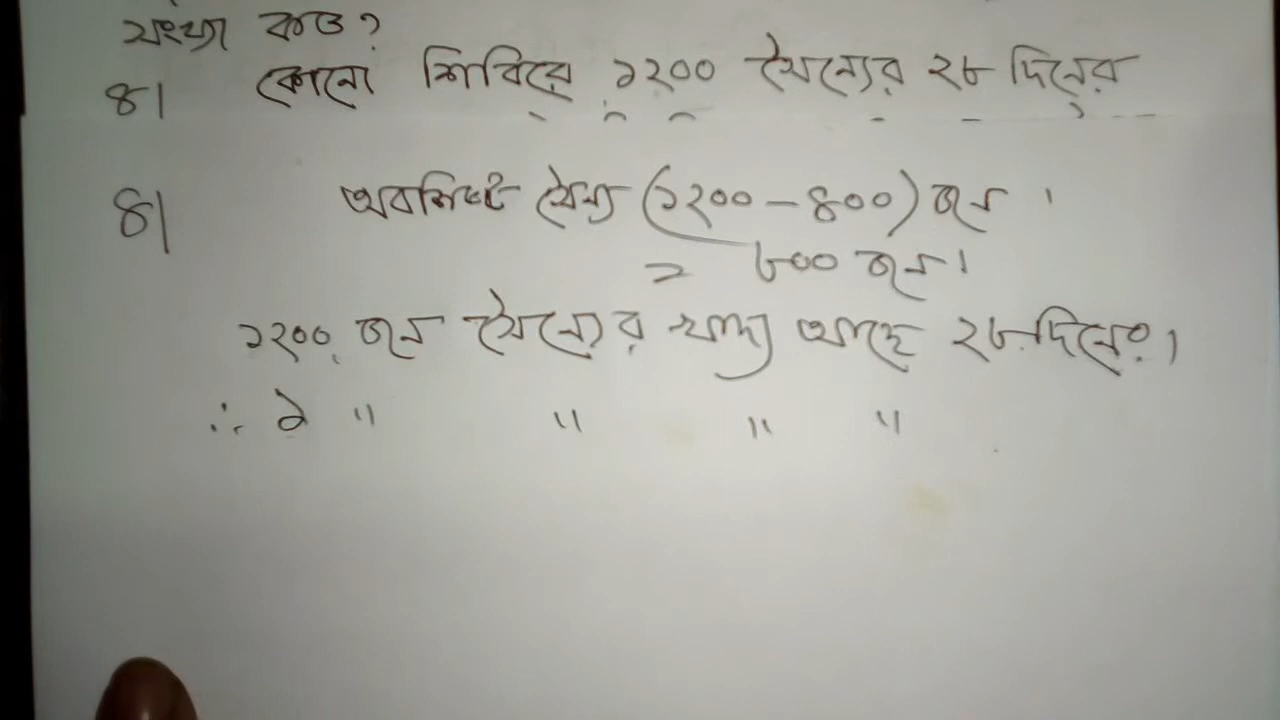 সংখ্যা কত?
৪। কোনো শিবিরে ১২০০ সৈন্যের ২৮ দিনের
৪। অবশিষ্ট সৈন্য (১২০০ - ৪০০) জন ।
= ৮০০ জন।
১২০০ জন সৈন্যের খাদ্য আছে ২৮ দিনের।
∴ ১ " " " "